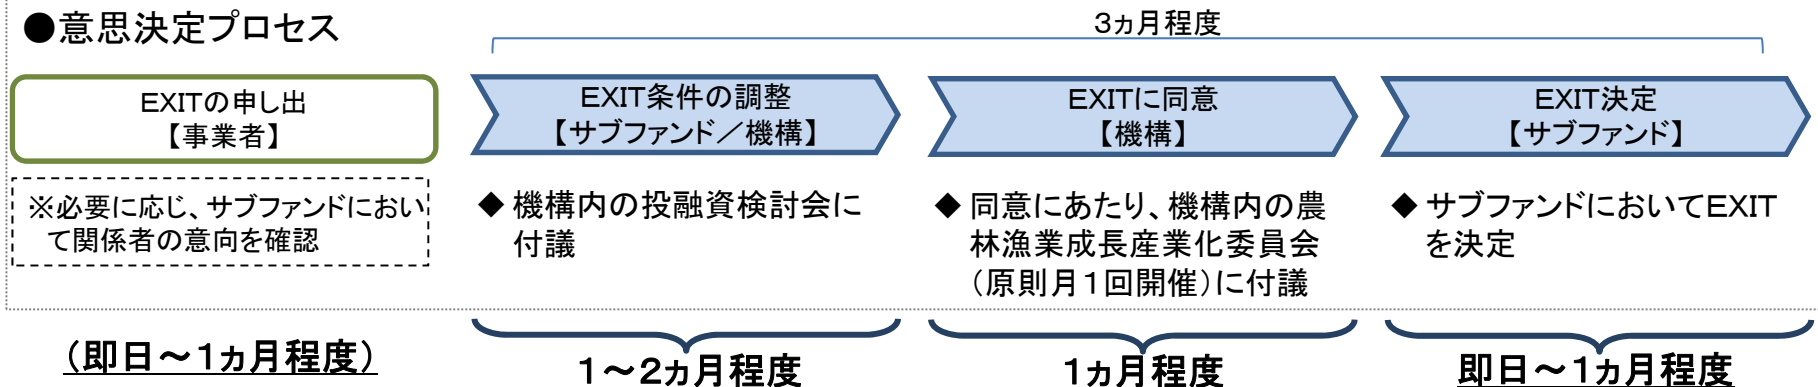 ●意思決定プロセス
3ヵ月程度
EXITの申し出
【事業者】
EXIT条件の調整
【サブファンド／機構】
EXITに同意
【機構】
EXIT決定
【サブファンド】
※必要に応じ、サブファンドにおい
て関係者の意向を確認
◆ 機構内の投融資検討会に
付議
◆ 同意にあたり、機構内の農
林漁業成長産業化委員会
（原則月１回開催）に付議
◆ サブファンドにおいてEXIT
を決定
（即日～１ヵ月程度）
１～２ヵ月程度
１ヵ月程度
即日～１ヵ月程度